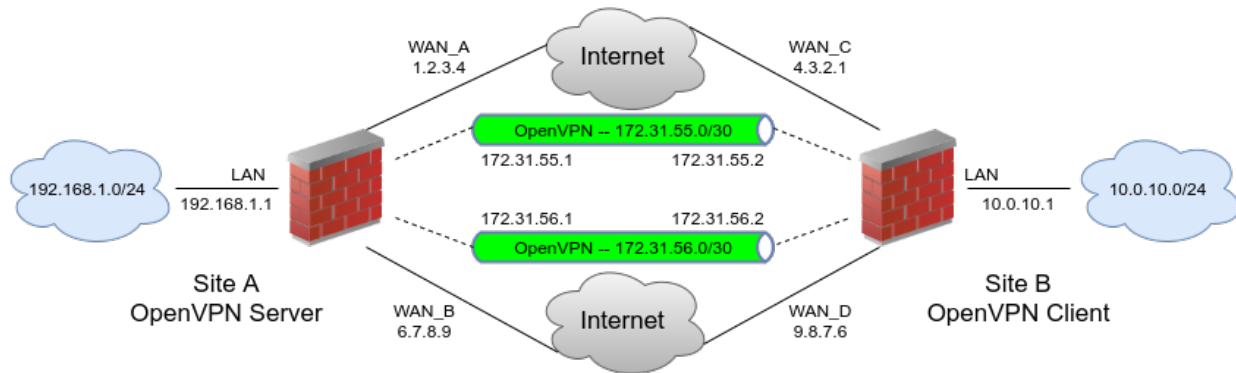 WAN_A
1.2.3.4
Internet
WAN_C
4.3.2.1
OpenVPN -- 172.31.55.0/30
172.31.55.1
172.31.55.2
192.168.1.0/24
LAN
192.168.1.1
LAN
10.0.10.1
10.0.10.0/24
172.31.56.1
172.31.56.2
OpenVPN -- 172.31.56.0/30
Site A
OpenVPN Server
WAN_B
6.7.8.9
Internet
WAN_D
9.8.7.6
Site B
OpenVPN Client